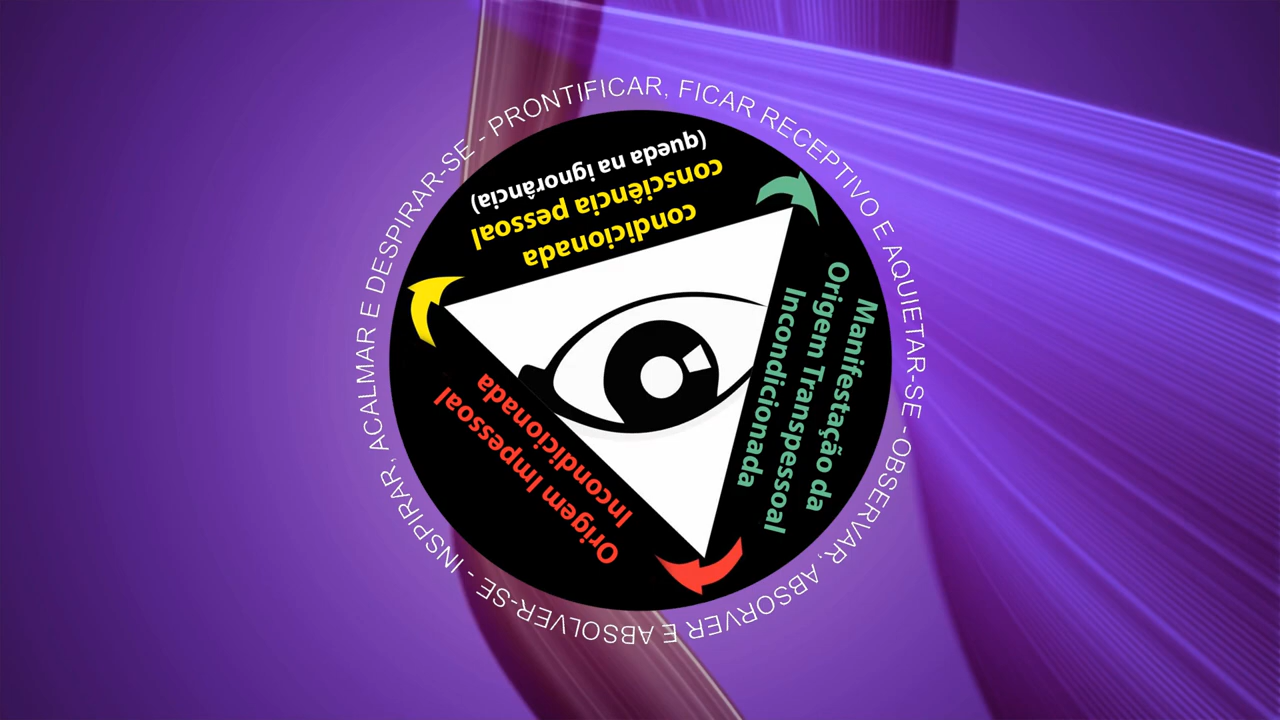 PRONTIFICAR, FICAR RECEPTIVO E AQUIETAR-SE - OBSERVAR, ABSORVER E ABSOLVER-SE - INSPIRAR, ACALMAR E DESPIRAR-SE -
Manifestação da
Origem Transpessoal
Incondicionada
Origem Impessoal
Incondicionada
condicionada
consciência pessoal
(queda na ignorância)